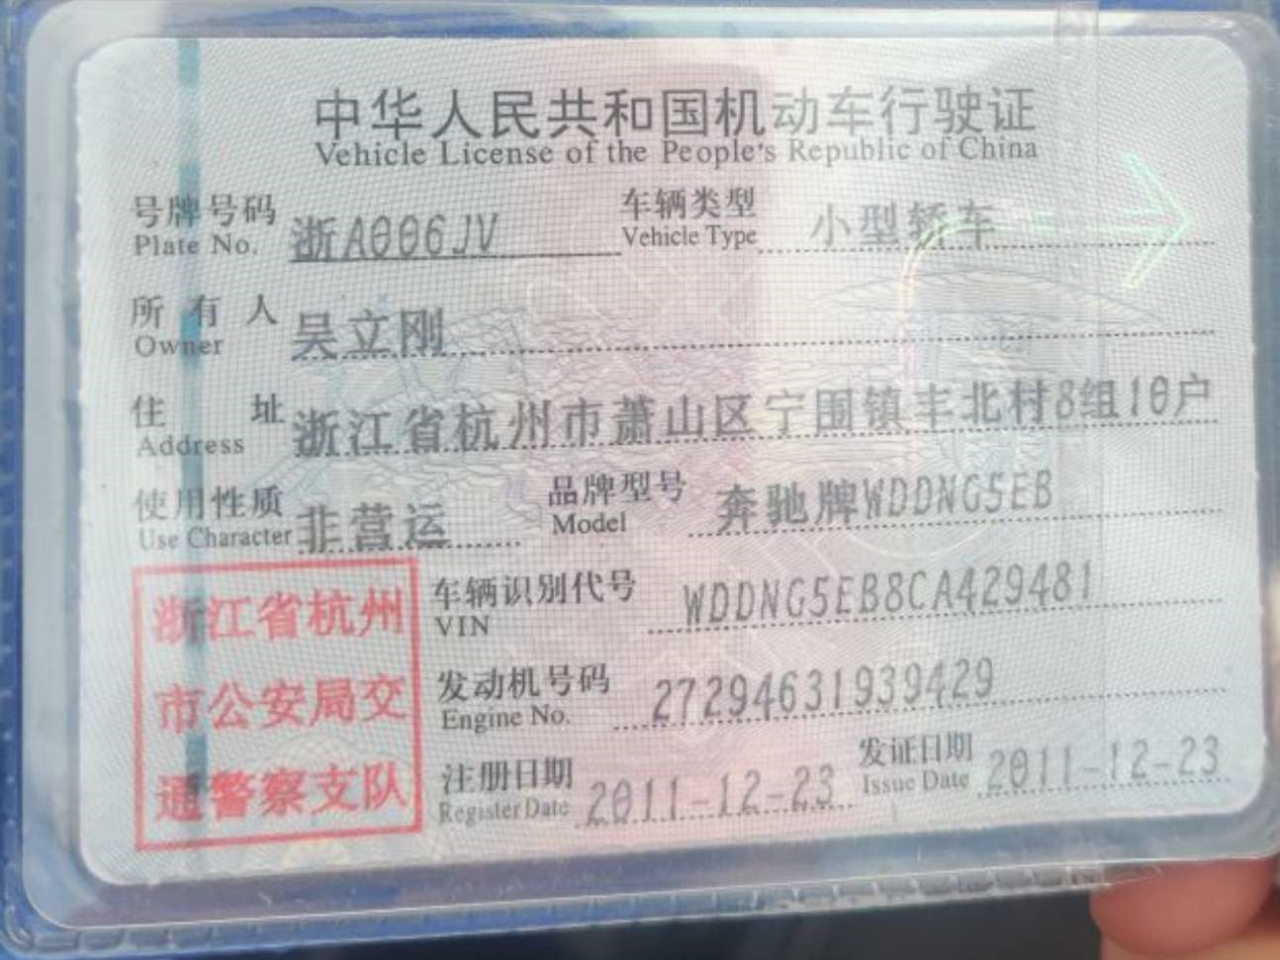 中华人民共和国机动车行驶证
Vehicle License of the People's Republic of China
号牌号码 浙A006JV 车辆类型 小型轿车
Plate No. Vehicle Type
所有人 吴立刚
Owner
住址 浙江省杭州市萧山区宁围镇丰北村8组10户
Address
使用性质 非营运 品牌型号 奔驰牌WDDNG5EB
Use Character Model
浙江省杭州
市公安局交
通警察支队
车辆识别代号 WDDNG5EB8CA429481
VIN
发动机号码 27294631939429
Engine No.
注册日期 2011-12-23 发证日期 2011-12-23
Register Date Issue Date